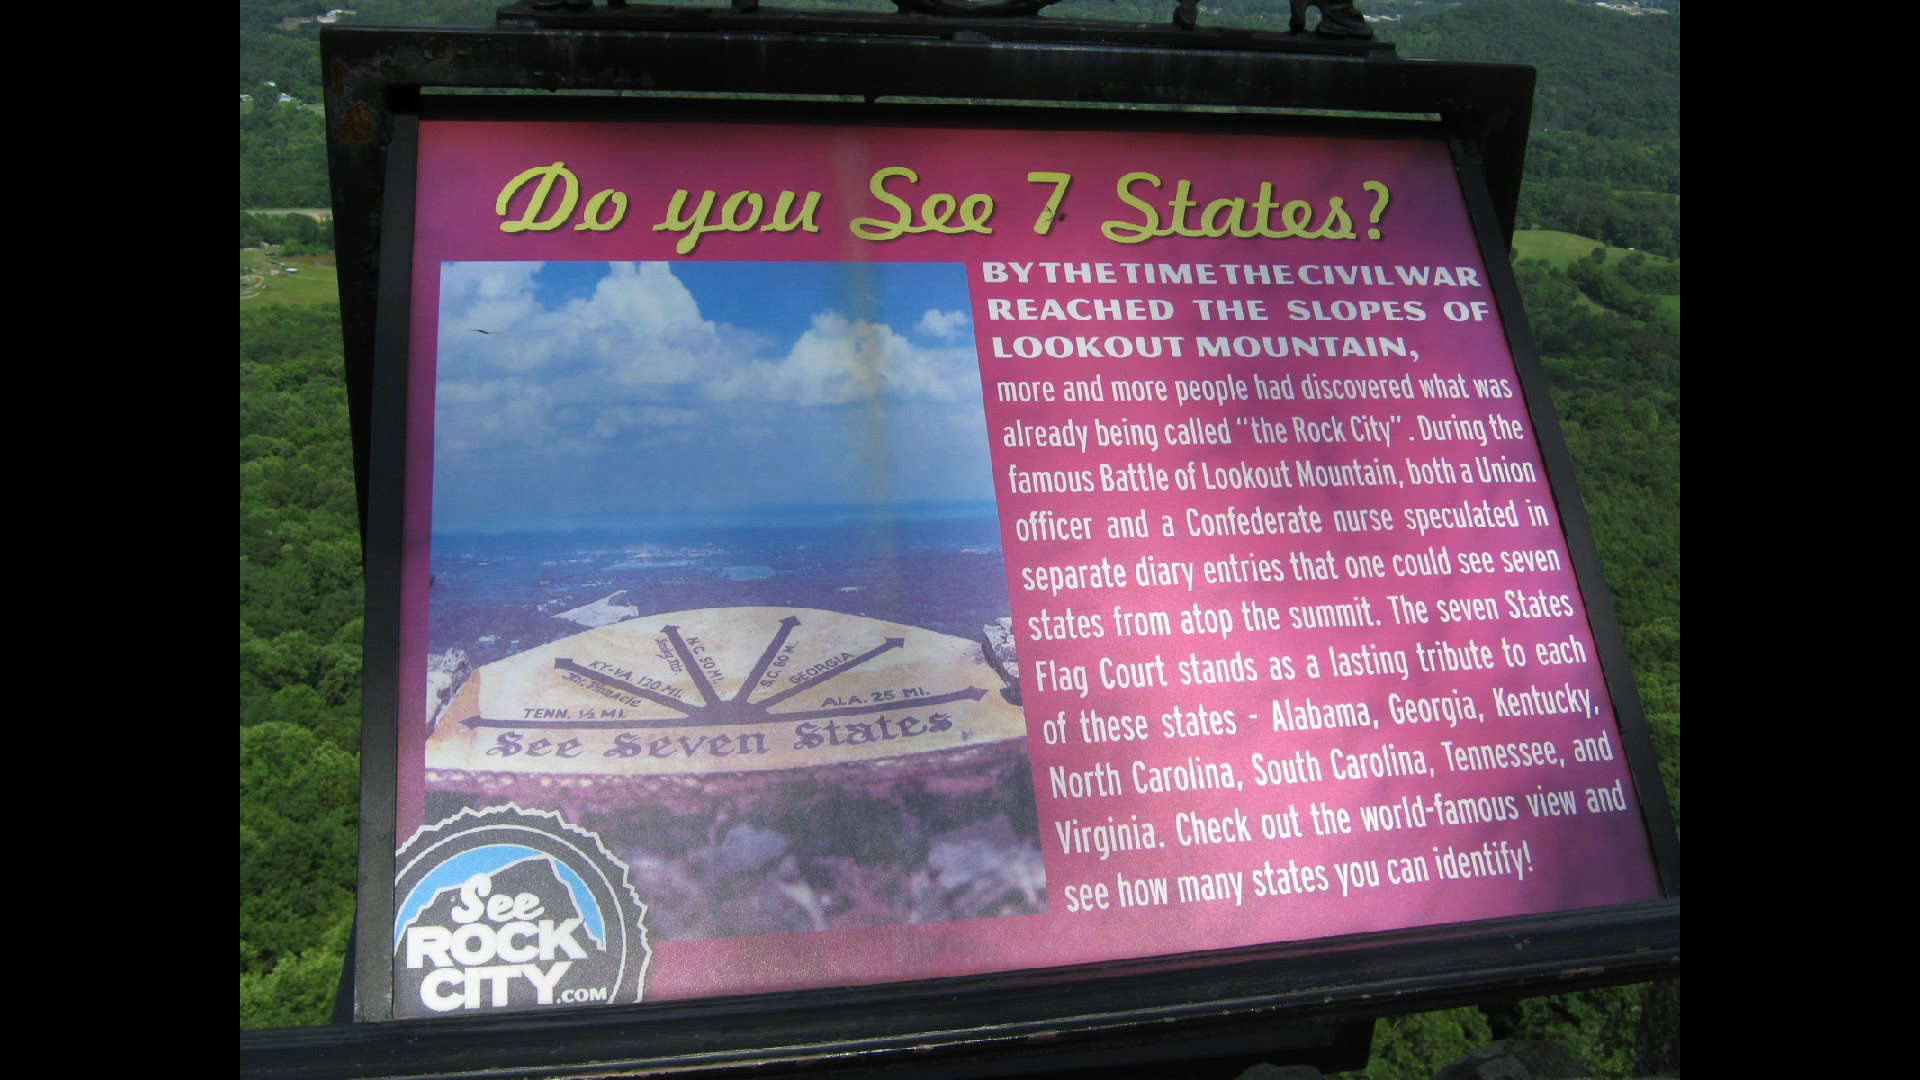 Do you See 7 States?
BY THE TIME THE CIVIL WAR
REACHED THE SLOPES OF
LOOKOUT MOUNTAIN,
more and more people had discovered what was
already being called "the Rock City" . During the
famous Battle of Lookout Mountain, both a Union
officer and a Confederate nurse speculated in
separate diary entries that one could see seven
states from atop the summit. The seven States
Flag Court stands as a lasting tribute to each
of these states - Alabama, Georgia, Kentucky,
North Carolina, South Carolina, Tennessee, and
Virginia. Check out the world-famous view and
see how many states you can identify!
TENN. 1/2 MI.
KY-VA. 120 MI.
Pinnacle
N.C. 50 MI.
S.C. 80 MI.
GEORGIA
ALA. 25 MI.
See Seven States
See
ROCK
CITY.COM